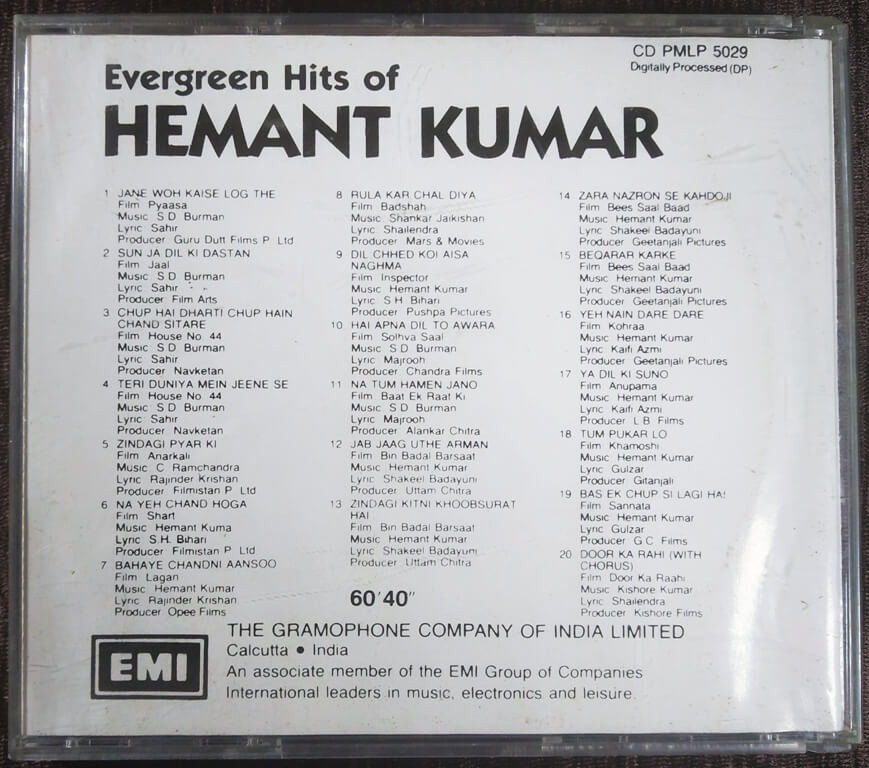 CD PMLP 5029
Digitally Processed (DP)
Evergreen Hits of
HEMANT KUMAR
1 JANE WOH KAISE LOG THE
Film Pyaasa
Music S D Burman
Lyric Sahir
Producer Guru Dutt Films P Ltd
2 SUN JA DIL KI DASTAN
Film Jaal
Music S D Burman
Lyric Sahir
Producer Film Arts
3 CHUP HAI DHARTI CHUP HAIN
CHAND SITARE
Film House No 44
Music S D Burman
Lyric Sahir
Producer Navketan
4 TERI DUNIYA MEIN JEENE SE
Film House No 44
Music S D Burman
Lyric Sahir
Producer Navketan
5 ZINDAGI PYAR KI
Film Anarkali
Music C Ramchandra
Lyric Rajinder Krishan
Producer Filmistan P Ltd
6 NA YEH CHAND HOGA
Film Shart
Music Hemant Kuma
Lyric S.H. Bihari
Producer Filmistan P Ltd
7 BAHAYE CHANDNI AANSOO
Film Lagan
Music Hemant Kumar
Lyric Rajinder Krishan
Producer Opee Films
8 RULA KAR CHAL DIYA
Film Badshah
Music Shankar Jaikishan
Lyric Shailendra
Producer Mars & Movies
9 DIL CHHED KOI AISA
NAGHMA
Film Inspector
Music Hemant Kumar
Lyric S H Bihari
Producer Pushpa Pictures
10 HAI APNA DIL TO AWARA
Film Solhva Saal
Music S D Burman
Lyric Majrooh
Producer Chandra Films
11 NA TUM HAMEN JANO
Film Baat Ek Raat Ki
Music S D Burman
Lyric Majrooh
Producer Alankar Chitra
12 JAB JAAG UTHE ARMAN
Film Bin Badal Barsaat
Music Hemant Kumar
Lyric Shakeel Badayuni
Producer Uttam Chitra
13 ZINDAGI KITNI KHOOBSURAT
HAI
Film Bin Badal Barsaat
Music Hemant Kumar
Lyric Shakeel Badayuni
Producer Uttam Chitra
60'40"
14 ZARA NAZRON SE KAHDOJI
Film Bees Saal Baad
Music Hemant Kumar
Lyric Shakeel Badayuni
Producer Geetanjali Pictures
15 BEQARAR KARKE
Film Bees Saal Baad
Music Hemant Kumar
Lyric Shakeel Badayuni
Producer Geetanjali Pictures
16 YEH NAIN DARE DARE
Film Kohraa
Music Hemant Kumar
Lyric Kaifi Azmi
Producer Geetanjali Pictures
17 YA DIL KI SUNO
Film Anupama
Music Hemant Kumar
Lyric Kaifi Azmi
Producer L B Films
18 TUM PUKAR LO
Film Khamoshi
Music Hemant Kumar
Lyric Gulzar
Producer Gitanjali
19 BAS EK CHUP SI LAGI HAI
Film Sannata
Music Hemant Kumar
Lyric Gulzar
Producer G C Films
20 DOOR KA RAHI (WITH
CHORUS)
Film Door Ka Raahi
Music Kishore Kumar
Lyric Shailendra
Producer Kishore Films
EMI
THE GRAMOPHONE COMPANY OF INDIA LIMITED
Calcutta • India
An associate member of the EMI Group of Companies
International leaders in music, electronics and leisure.